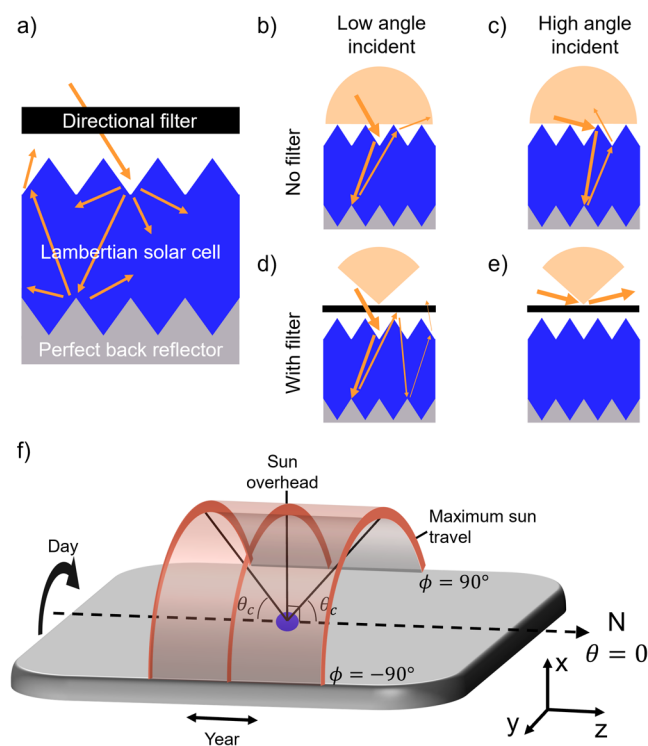 a)
Directional filter
Lambertian solar cell
Perfect back reflector
b)
Low angle
incident
c)
High angle
incident
No filter
d)
e)
With filter
f)
Sun
overhead
Maximum sun
travel
Day
ϕ = 90°
θc
θc
N
θ = 0
ϕ = −90°
Year
x
y
z